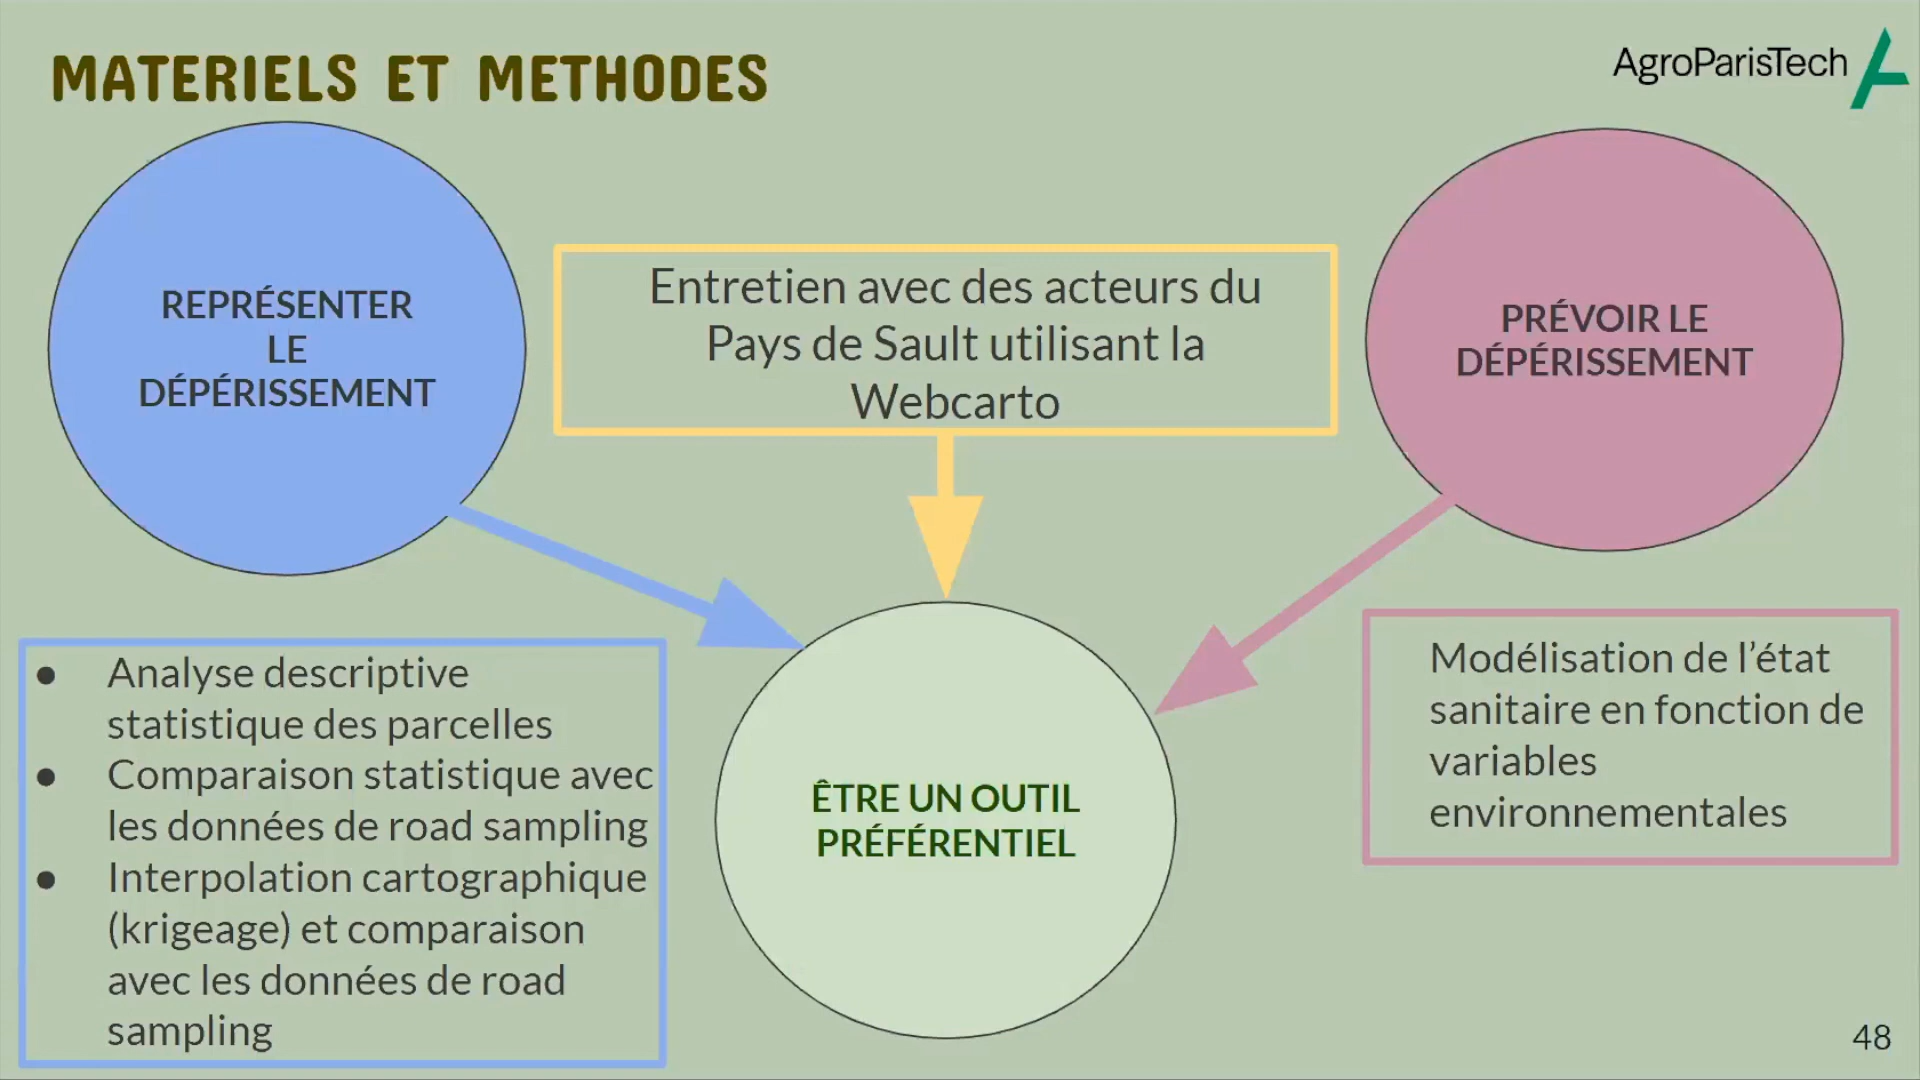 MATERIELS ET METHODES
AgroParisTech
REPRÉSENTER
LE
DÉPÉRISSEMENT
Entretien avec des acteurs du
Pays de Sault utilisant la
Webcarto
PRÉVOIR LE
DÉPÉRISSEMENT
● Analyse descriptive
statistique des parcelles
● Comparaison statistique avec
les données de road sampling
● Interpolation cartographique
(krigeage) et comparaison
avec les données de road
sampling
ÊTRE UN OUTIL
PRÉFÉRENTIEL
Modélisation de l’état
sanitaire en fonction de
variables
environnementales
48